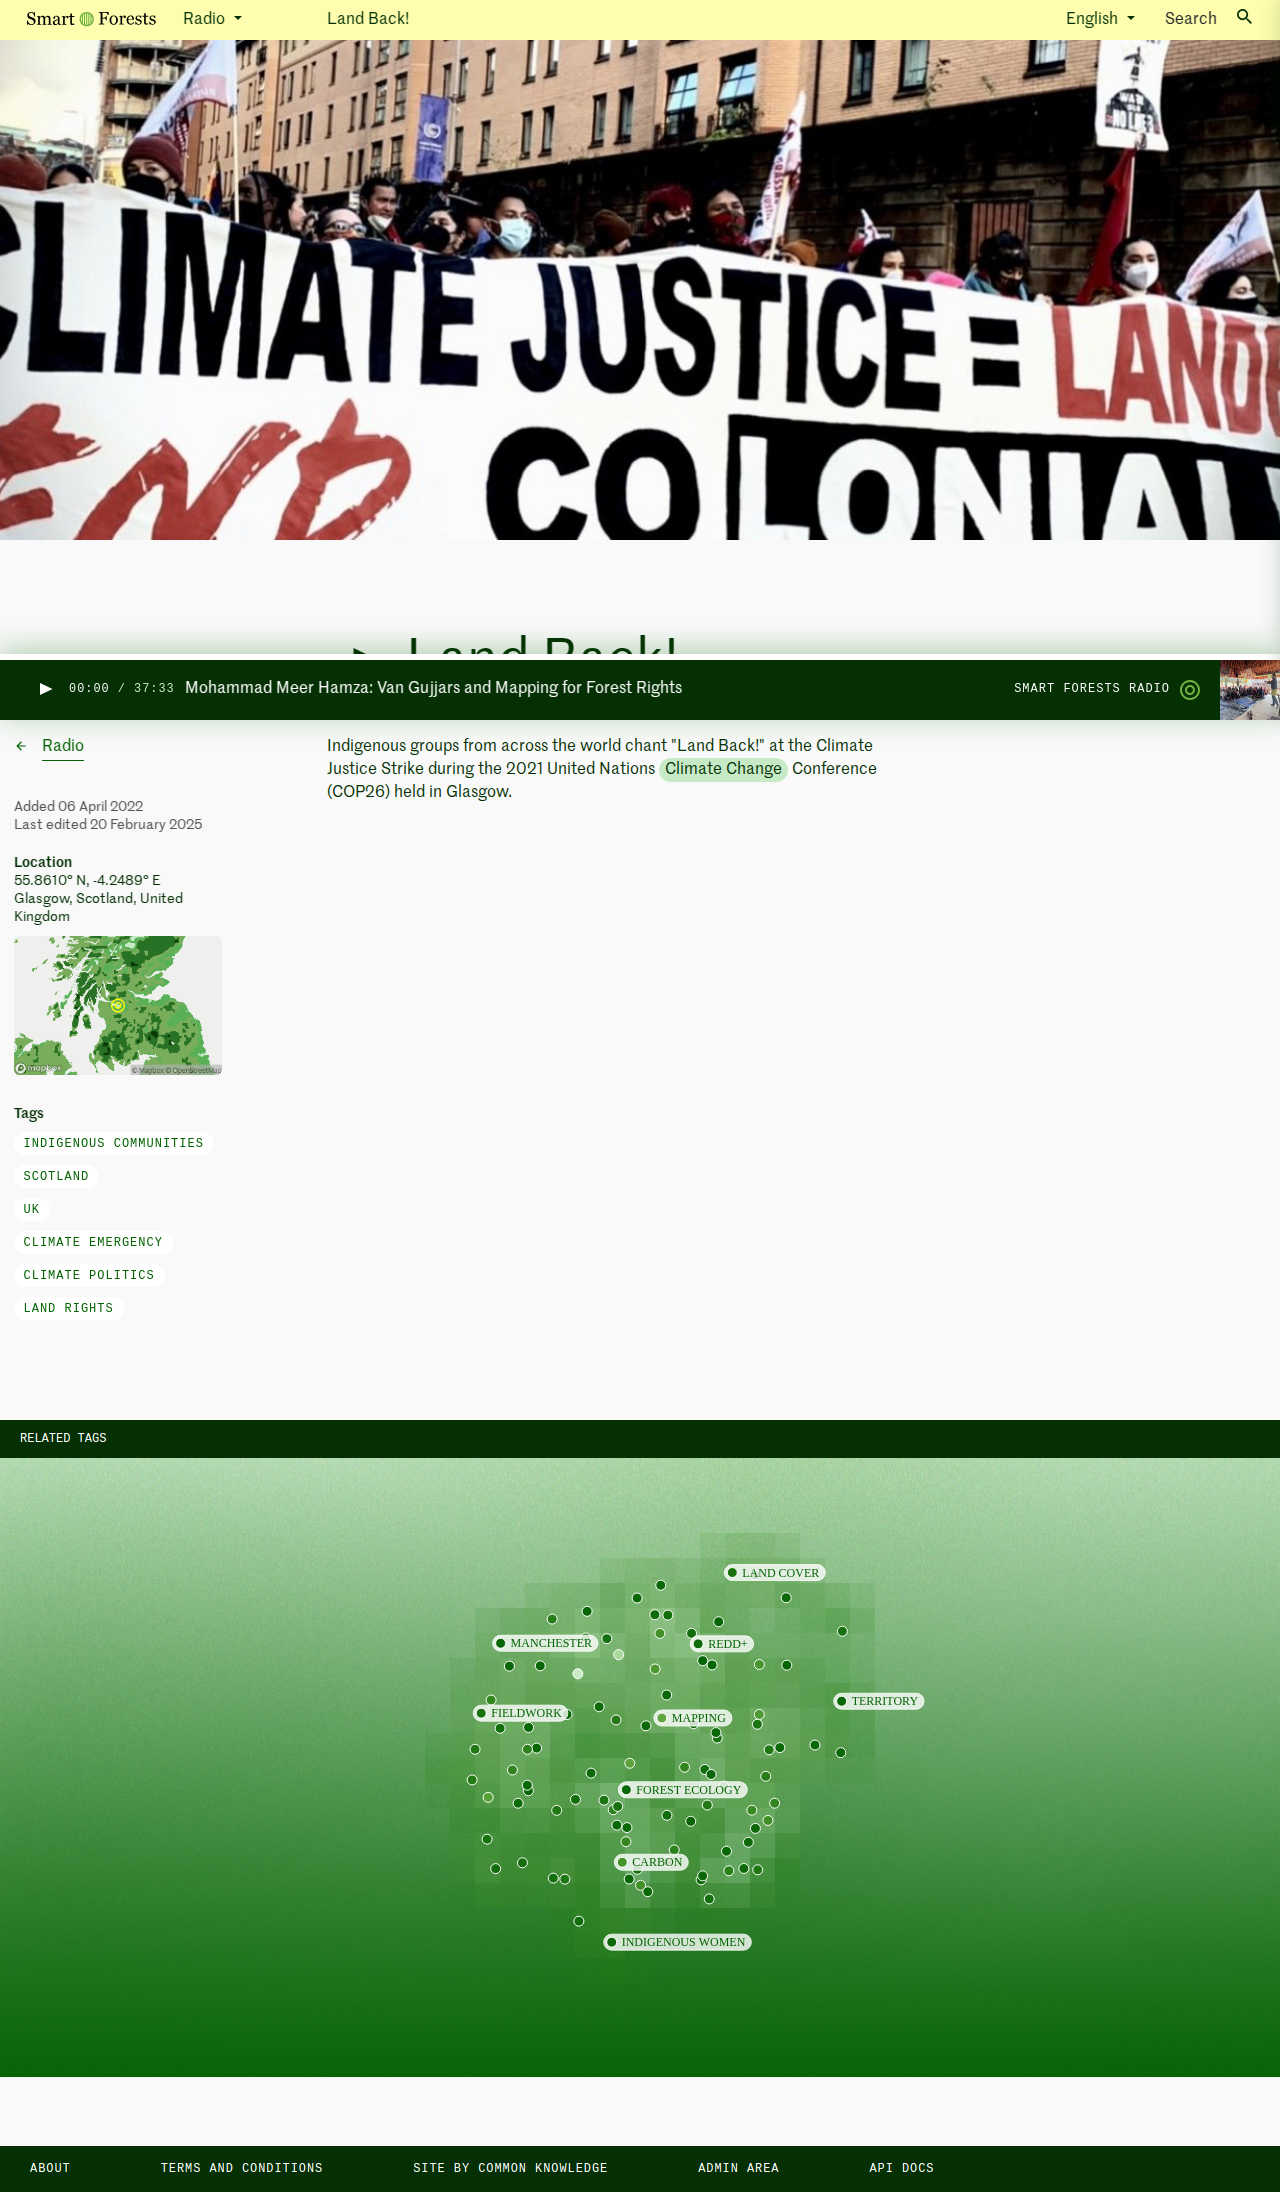 Smart Forests
Radio
Land Back!
English
Search
NO LIES
CLIMATE JUSTICE = LAND
END COLONIAL
Land Back!
00:00 / 37:33
Mohammad Meer Hamza: Van Gujjars and Mapping for Forest Rights
SMART FORESTS RADIO
Radio
Indigenous groups from across the world chant "Land Back!" at the Climate
Justice Strike during the 2021 United Nations Climate Change Conference
(COP26) held in Glasgow.
Added 06 April 2022
Last edited 20 February 2025
Location
55.8610° N, -4.2489° E
Glasgow, Scotland, United
Kingdom
mapbox
© Mapbox © OpenStreetMap
Tags
INDIGENOUS COMMUNITIES
SCOTLAND
UK
CLIMATE EMERGENCY
CLIMATE POLITICS
LAND RIGHTS
RELATED TAGS
LAND COVER
MANCHESTER
REDD+
TERRITORY
FIELDWORK
MAPPING
FOREST ECOLOGY
CARBON
INDIGENOUS WOMEN
ABOUT
TERMS AND CONDITIONS
SITE BY COMMON KNOWLEDGE
ADMIN AREA
API DOCS